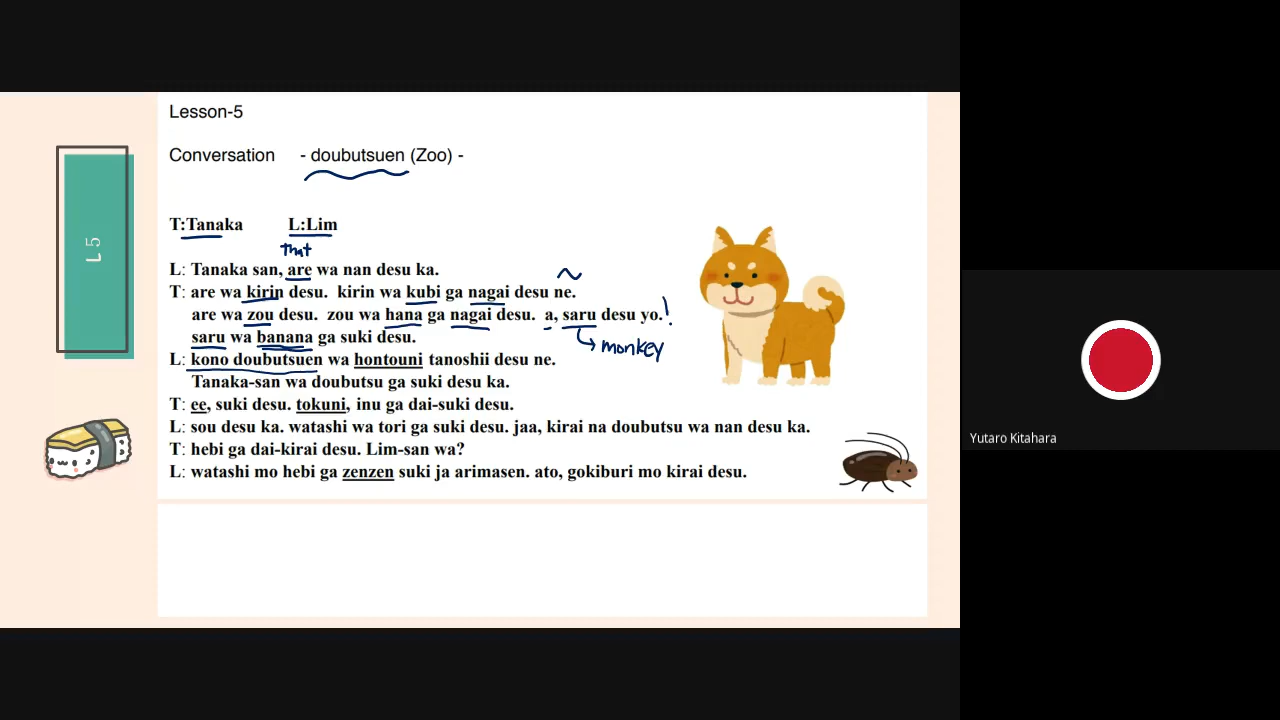 Lesson-5
Conversation - doubutsuen (Zoo) -
L 5
T:Tanaka L:Lim
that
L: Tanaka san, are wa nan desu ka.
T: are wa kirin desu. kirin wa kubi ga nagai desu ne.
are wa zou desu. zou wa hana ga nagai desu. a, saru desu yo.!
saru wa banana ga suki desu.
monkey
L: kono doubutsuen wa hontouni tanoshii desu ne.
Tanaka-san wa doubutsu ga suki desu ka.
T: ee, suki desu. tokuni, inu ga dai-suki desu.
L: sou desu ka. watashi wa tori ga suki desu. jaa, kirai na doubutsu wa nan desu ka.
T: hebi ga dai-kirai desu. Lim-san wa?
L: watashi mo hebi ga zenzen suki ja arimasen. ato, gokiburi mo kirai desu.
Yutaro Kitahara